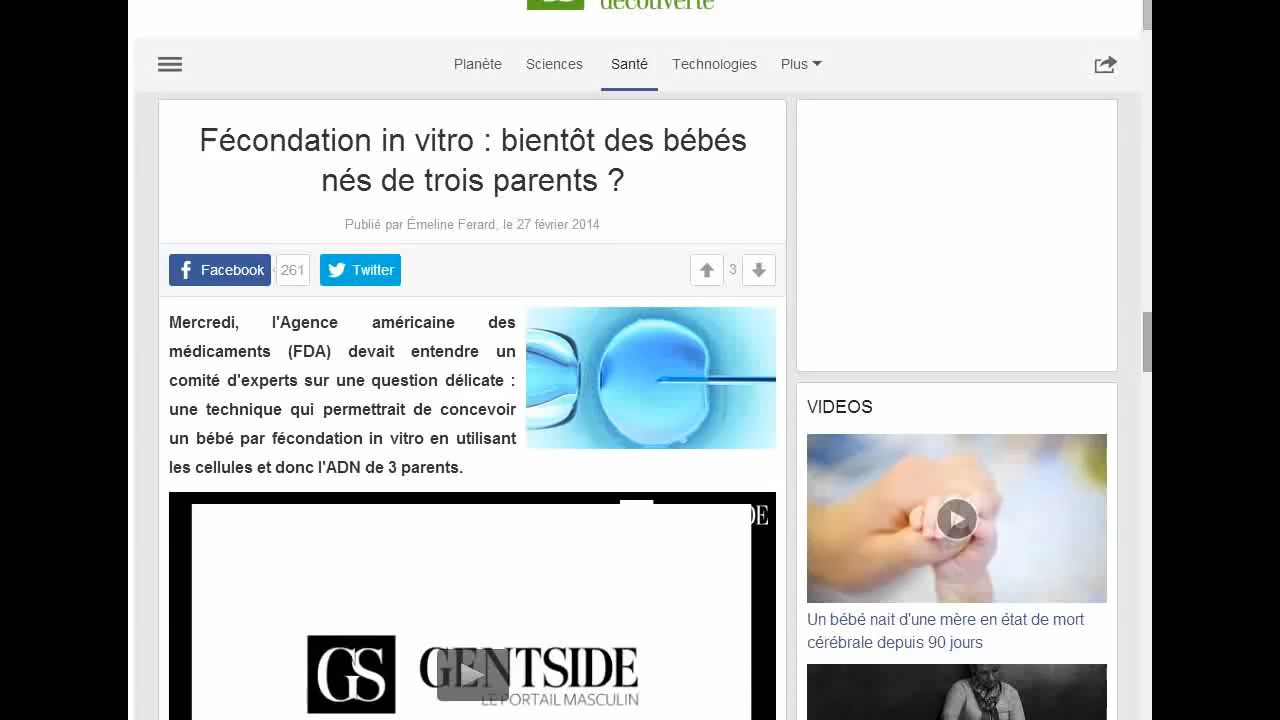 découverte
Planète Sciences Santé Technologies Plus
Fécondation in vitro : bientôt des bébés
nés de trois parents ?
Publié par Émeline Ferard, le 27 février 2014
Facebook 261 Twitter 3
Mercredi, l'Agence américaine des
médicaments (FDA) devait entendre un
comité d'experts sur une question délicate :
une technique qui permettrait de concevoir
un bébé par fécondation in vitro en utilisant
les cellules et donc l'ADN de 3 parents.
DE
GS GENTSIDE
LE PORTAIL MASCULIN
VIDEOS
Un bébé nait d'une mère en état de mort
cérébrale depuis 90 jours